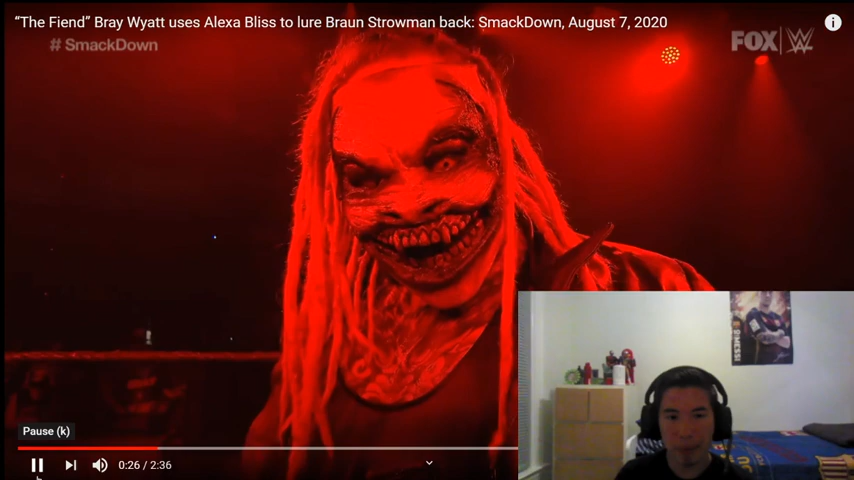 “The Fiend” Bray Wyatt uses Alexa Bliss to lure Braun Strowman back: SmackDown, August 7, 2020
# SmackDown
FOX W
MESSI
Pause (k)
0:26 / 2:36